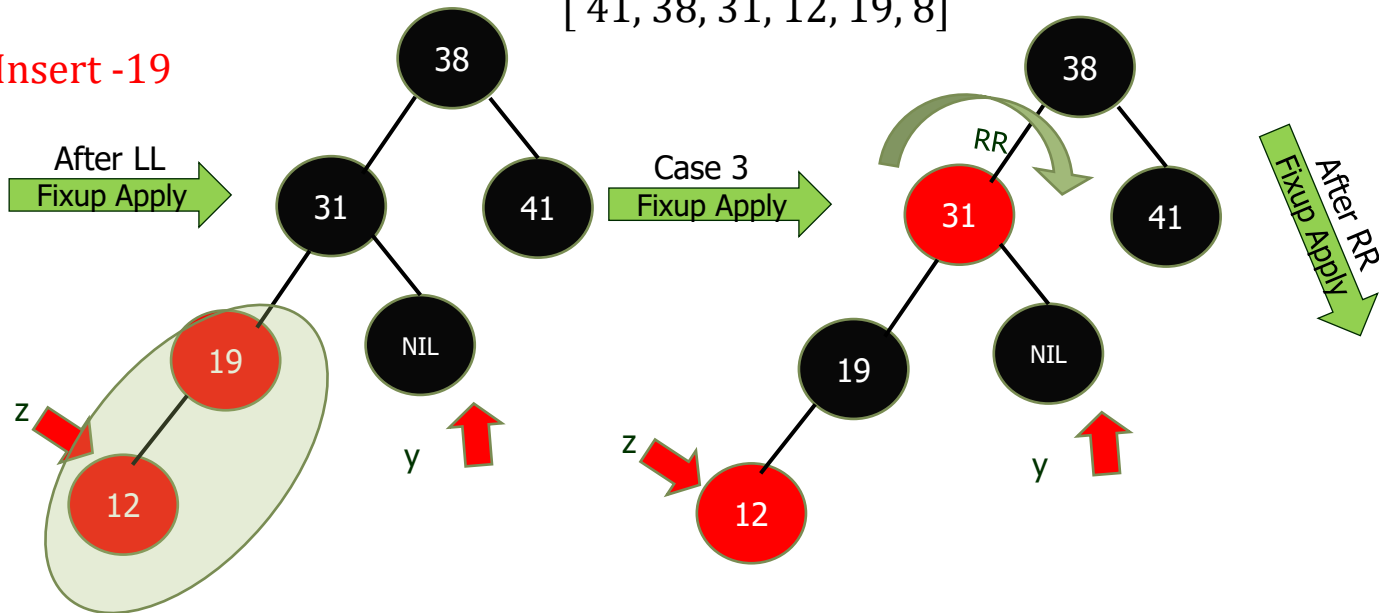 [ 41, 38, 31, 12, 19, 8]
Insert -19
After LL
Fixup Apply
38
31
41
19
NIL
z
12
y
Case 3
Fixup Apply
38
RR
31
41
19
NIL
z
12
y
After RR
Fixup Apply